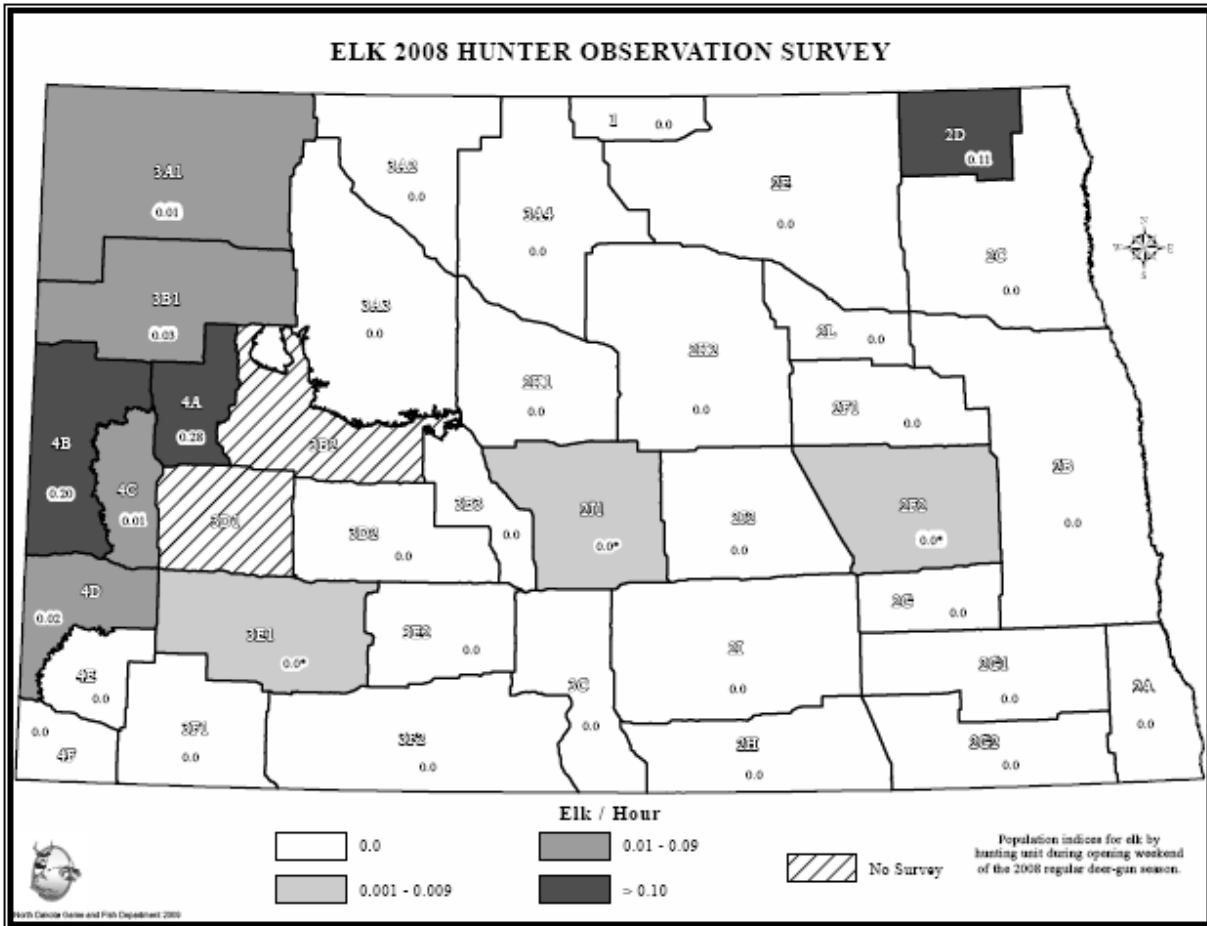 ELK 2008 HUNTER OBSERVATION SURVEY
1 0.0
2D
0.11
3A1
0.01
3A2
0.0
3A4
0.0
2E
0.0
2C
0.0
N
W E
S
3B1
0.03
3A3
0.0
2L
0.0
2K2
0.0
2K1
0.0
2F1
0.0
4A
0.28
4B
0.20
3B2
4C
0.01
3D1
3D2
0.0
3B3
0.0
2J1
0.0*
2J2
0.0
2F2
0.0*
2B
0.0
4D
0.02
3E1
0.0*
3E2
0.0
2G
0.0
4E
0.0
3C
0.0
2I
0.0
2G1
0.0
2A
0.0
0.0
4F
3F1
0.0
3F2
0.0
2H
0.0
2G2
0.0
Elk / Hour
0.0
0.01 - 0.09
0.001 - 0.009
> 0.10
No Survey
Population indices for elk by
hunting unit during opening weekend
of the 2008 regular deer-gun season.
North Dakota Game and Fish Department 2009